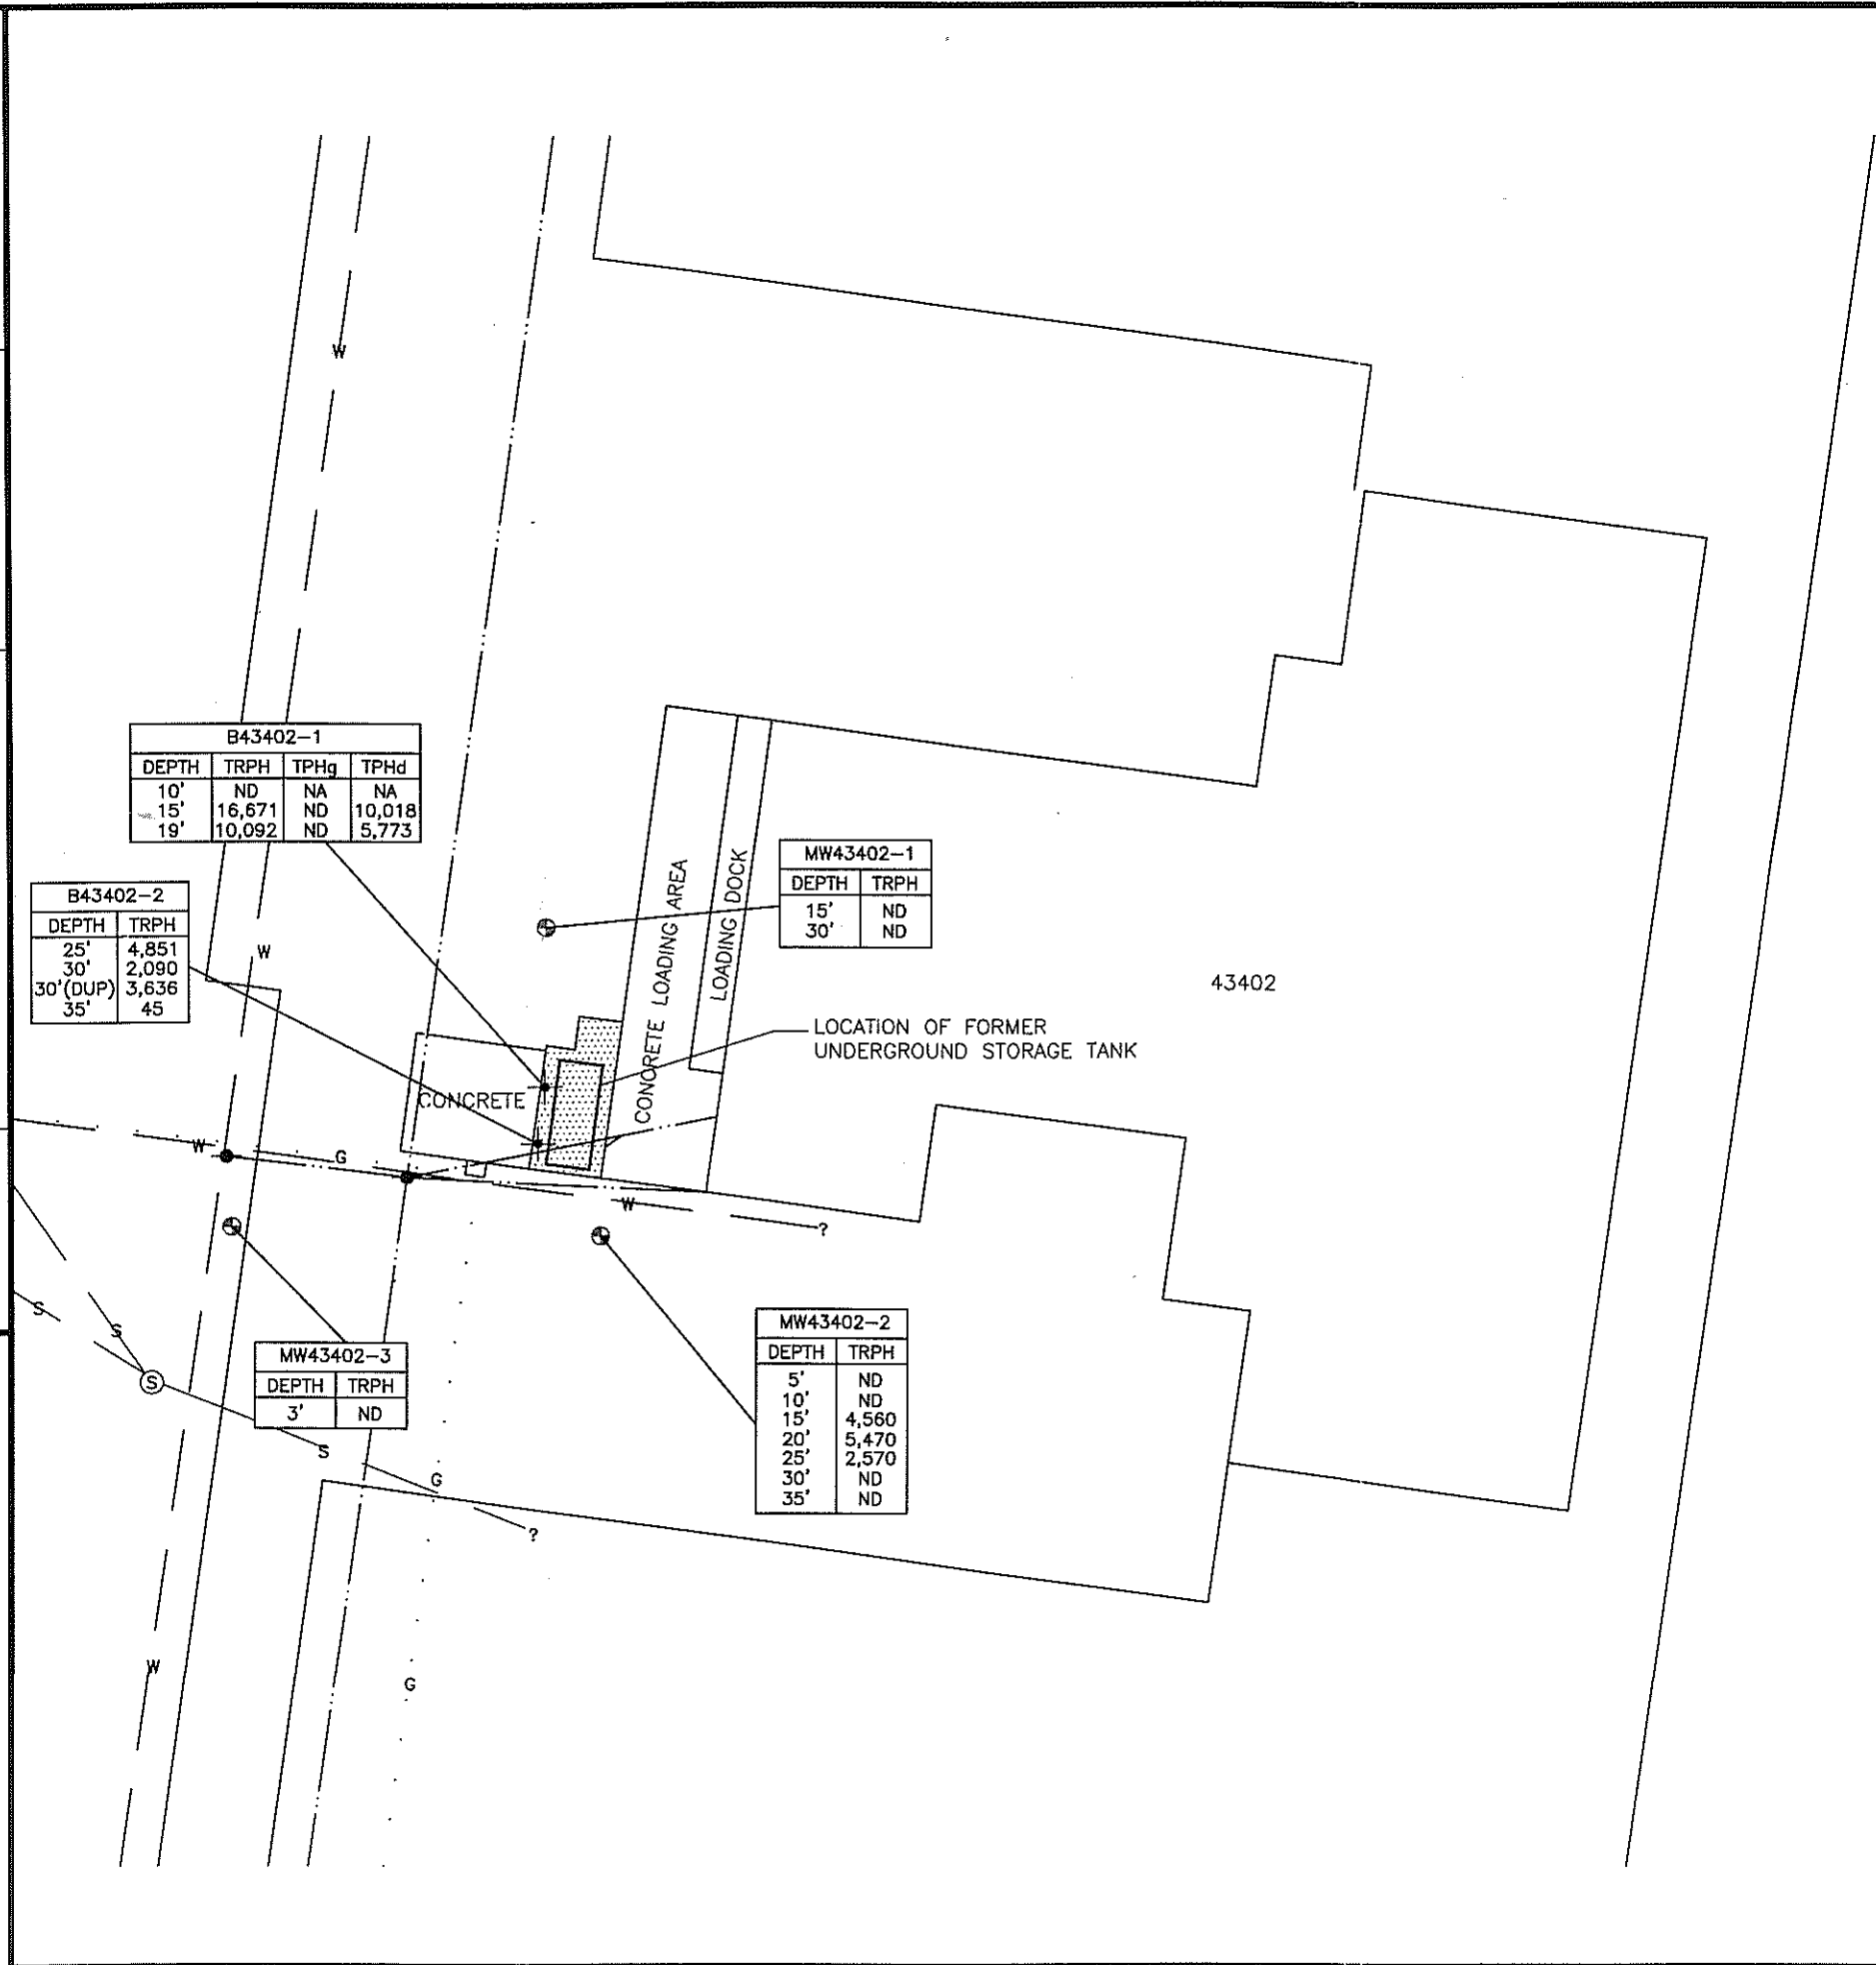 W
B43402-1
DEPTH TRPH TPHg TPHd
10' ND NA NA
15' 16,671 ND 10,018
19' 10,092 ND 5,773
B43402-2
DEPTH TRPH
25' 4,851
30' 2,090
30'(DUP) 3,636
35' 45
W
MW43402-1
DEPTH TRPH
15' ND
30' ND
CONCRETE LOADING AREA
LOADING DOCK
43402
LOCATION OF FORMER
UNDERGROUND STORAGE TANK
CONCRETE
W
G
W
?
S
S
S
MW43402-3
DEPTH TRPH
3' ND
MW43402-2
DEPTH TRPH
5' ND
10' ND
15' 4,560
20' 5,470
25' 2,570
30' ND
35' ND
S
G
?
W
G